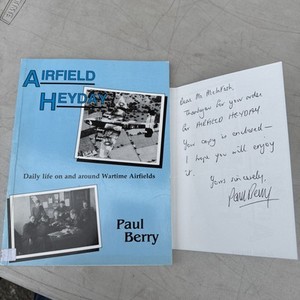 AIRFIELD
HEYDAY
Daily life on and around Wartime Airfields
Paul
Berry
Dear Mr McIntosh,
Thankyou for your order
for AIRFIELD HEYDAY
Your copy is enclosed –
I hope you will enjoy
it.
Yours sincerely,
Paul Berry